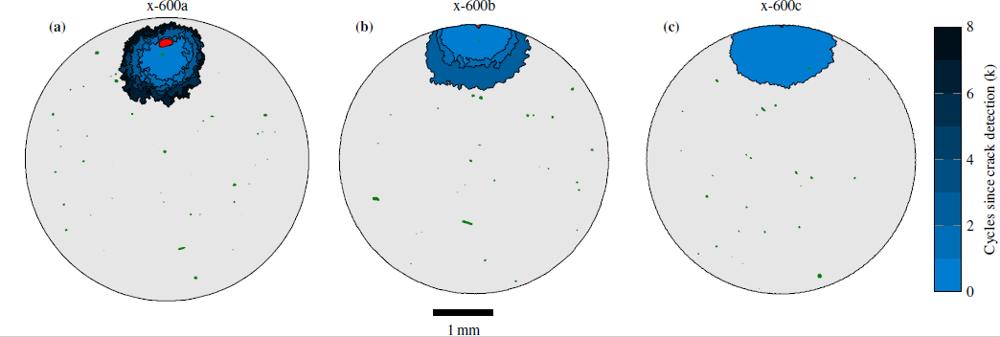 x-600a
x-600b
x-600c
(a)
(b)
(c)
8
6
4
2
0
Cycles since crack detection (k)
1 mm